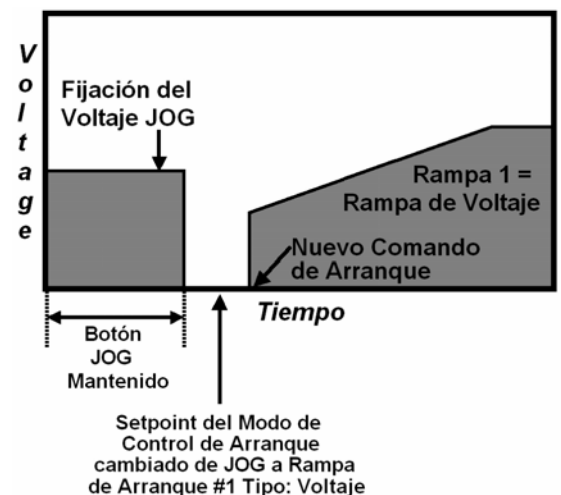 Voltage
Fijación del
Voltaje JOG
Rampa 1 =
Rampa de Voltaje
Nuevo Comando
de Arranque
Tiempo
Botón
JOG
Mantenido
Setpoint del Modo de
Control de Arranque
cambiado de JOG a Rampa
de Arranque #1 Tipo: Voltaje